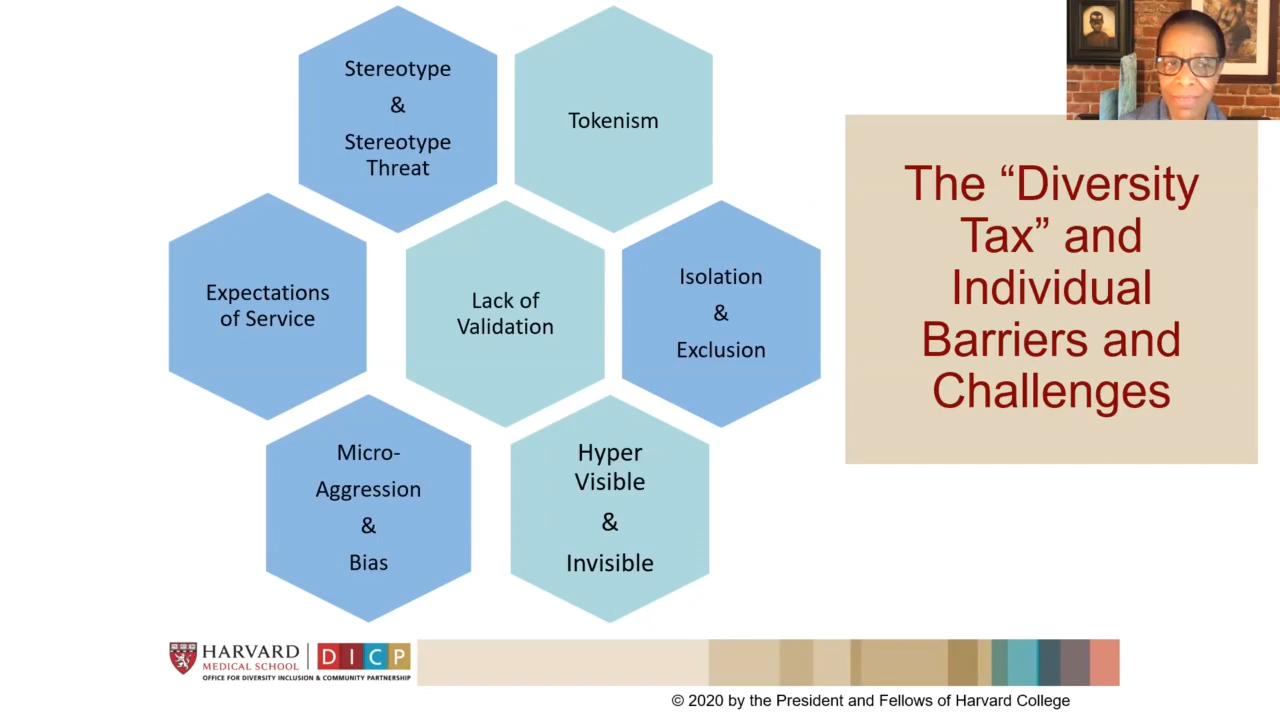 Stereotype
&
Stereotype
Threat
Tokenism
Expectations
of Service
Lack of
Validation
Isolation
&
Exclusion
Micro-
Aggression
&
Bias
Hyper
Visible
&
Invisible
The “Diversity
Tax” and
Individual
Barriers and
Challenges
HARVARD
MEDICAL SCHOOL
D I C P
OFFICE FOR DIVERSITY INCLUSION & COMMUNITY PARTNERSHIP
© 2020 by the President and Fellows of Harvard College